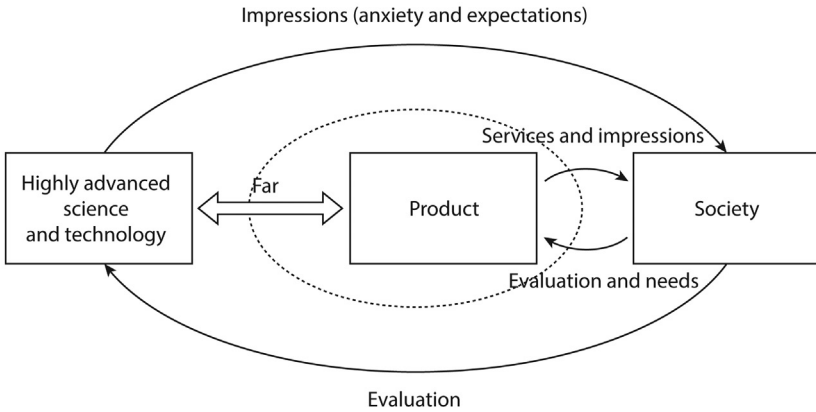 Impressions (anxiety and expectations)
Services and impressions
Highly advanced
science
and technology
Far
Product
Society
Evaluation and needs
Evaluation